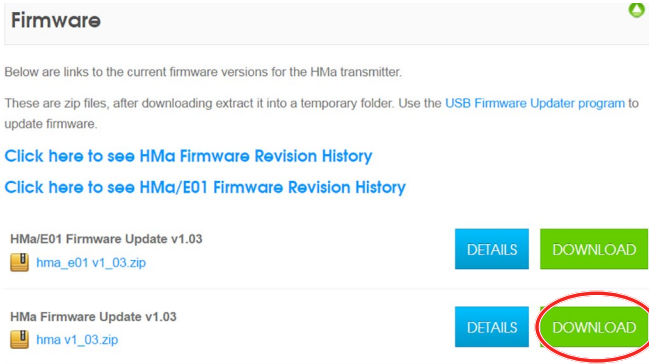 Firmware
Below are links to the current firmware versions for the HMa transmitter.
These are zip files, after downloading extract it into a temporary folder. Use the USB Firmware Updater program to
update firmware.
Click here to see HMa Firmware Revision History
Click here to see HMa/E01 Firmware Revision History
HMa/E01 Firmware Update v1.03
hma_e01 v1_03.zip
DETAILS
DOWNLOAD
HMa Firmware Update v1.03
hma v1_03.zip
DETAILS
DOWNLOAD